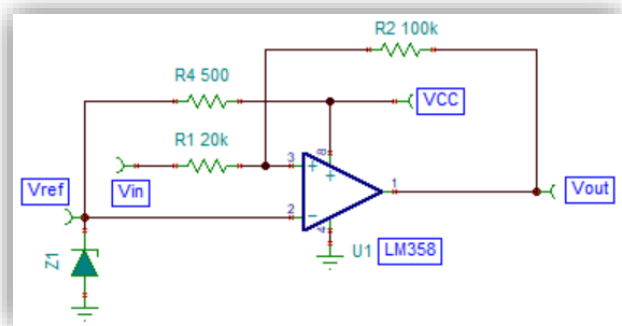 R2 100k
R4 500
VCC
R1 20k
8
3
+
+
Vref
Vin
1
Vout
2
−
4
U1
LM358
Z1